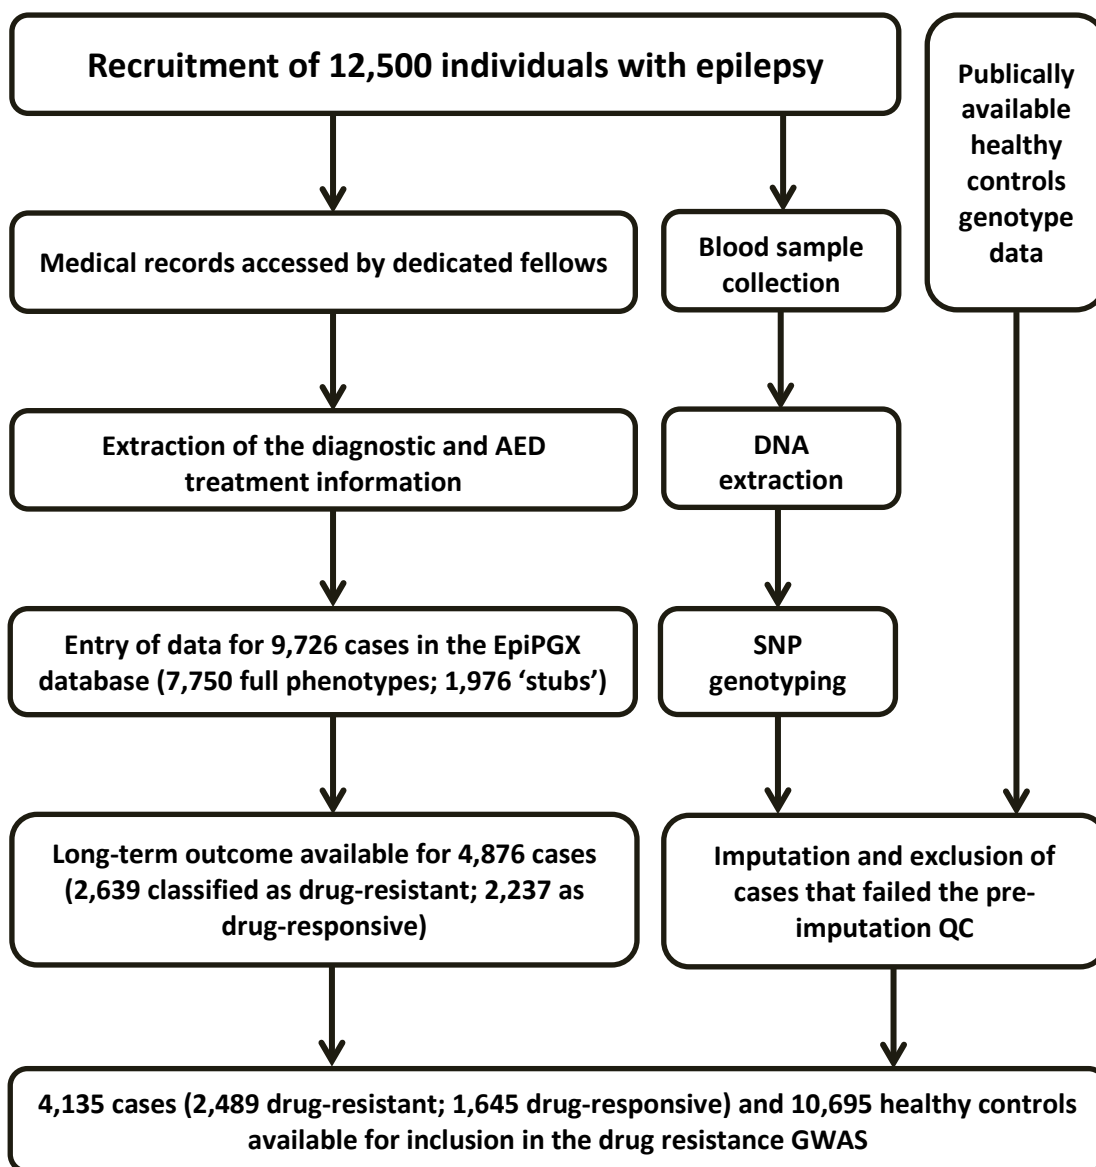 Recruitment of 12,500 individuals with epilepsy
Publically
available
healthy
controls
genotype
data
Medical records accessed by dedicated fellows
Blood sample
collection
Extraction of the diagnostic and AED
treatment information
DNA
extraction
Entry of data for 9,726 cases in the EpiPGX
database (7,750 full phenotypes; 1,976 ‘stubs’)
SNP
genotyping
Long-term outcome available for 4,876 cases
(2,639 classified as drug-resistant; 2,237 as
drug-responsive)
Imputation and exclusion of
cases that failed the pre-
imputation QC
4,135 cases (2,489 drug-resistant; 1,645 drug-responsive) and 10,695 healthy controls
available for inclusion in the drug resistance GWAS